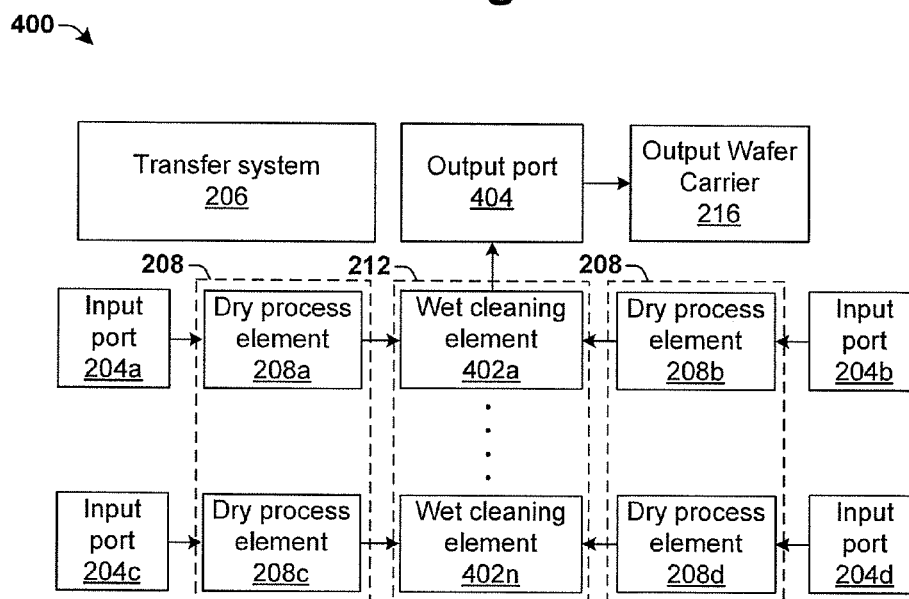 400
Transfer system
206
Output port
404
Output Wafer
Carrier
216
208
212
208
Input
port
204a
Dry process
element
208a
Wet cleaning
element
402a
Dry process
element
208b
Input
port
204b
Input
port
204c
Dry process
element
208c
Wet cleaning
element
402n
Dry process
element
208d
Input
port
204d